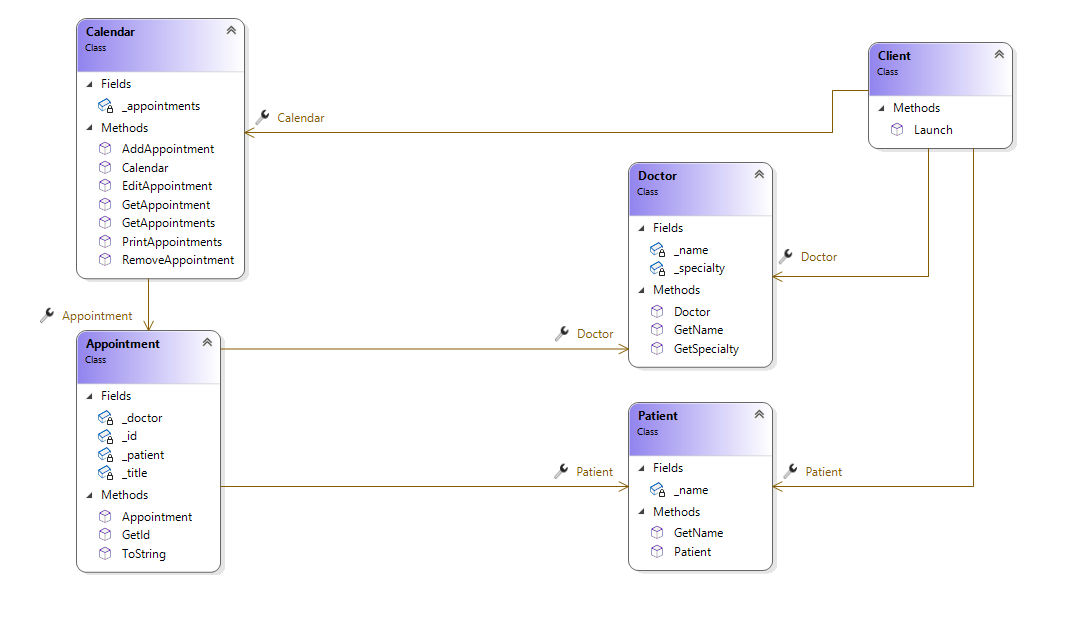 Calendar
Class
Fields
_appointments
Methods
AddAppointment
Calendar
EditAppointment
GetAppointment
GetAppointments
PrintAppointments
RemoveAppointment
Calendar
Client
Class
Methods
Launch
Doctor
Class
Fields
_name
_specialty
Methods
Doctor
GetName
GetSpecialty
Doctor
Appointment
Doctor
Appointment
Class
Fields
_doctor
_id
_patient
_title
Methods
Appointment
GetId
ToString
Patient
Patient
Class
Fields
_name
Methods
GetName
Patient
Patient